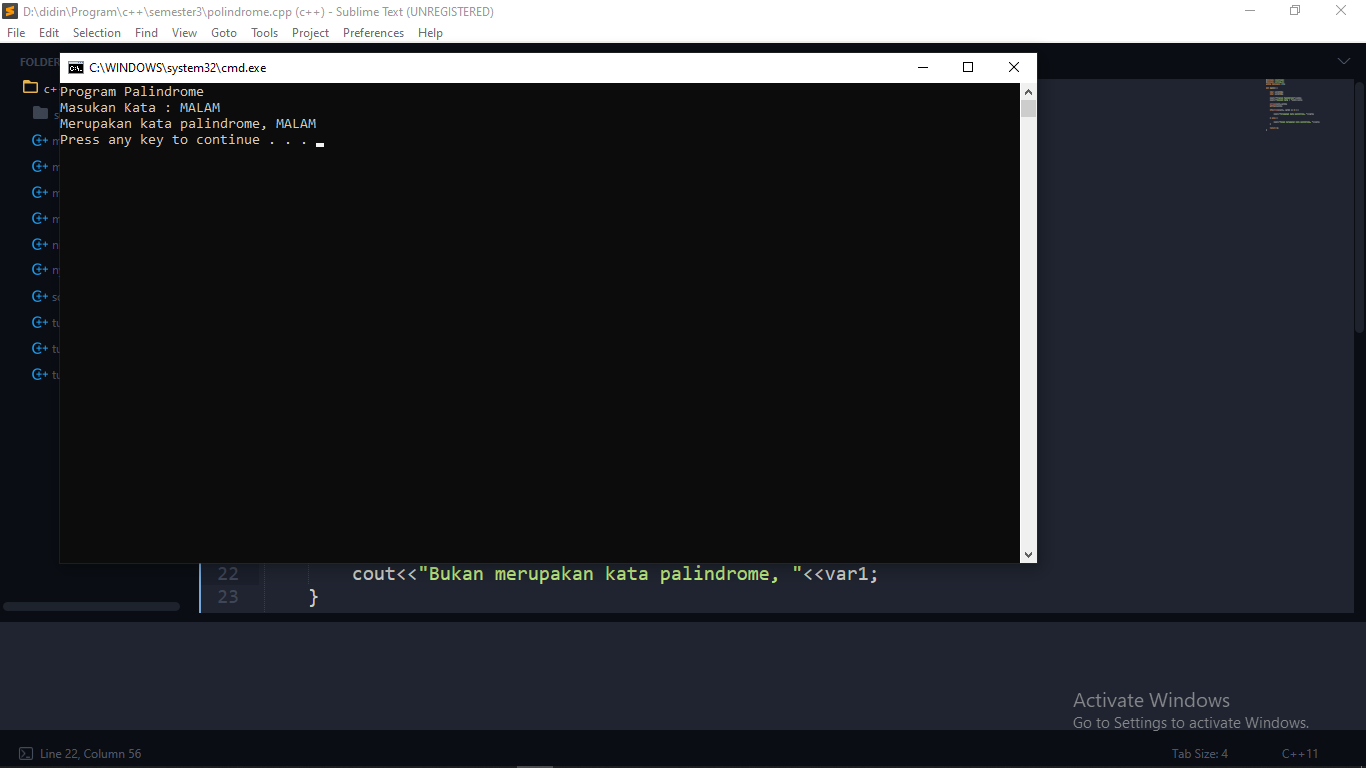 D:\didin\Program\c++\semester3\polindrome.cpp (c++) - Sublime Text (UNREGISTERED)
File Edit Selection Find View Goto Tools Project Preferences Help
FOLDER
C:\WINDOWS\system32\cmd.exe
c+
Program Palindrome
Masukan Kata : MALAM
Merupakan kata palindrome, MALAM
Press any key to continue . . .
22 cout<<"Bukan merupakan kata palindrome, "<<var1;
23 }
Activate Windows
Go to Settings to activate Windows.
Line 22, Column 56
Tab Size: 4
C++11